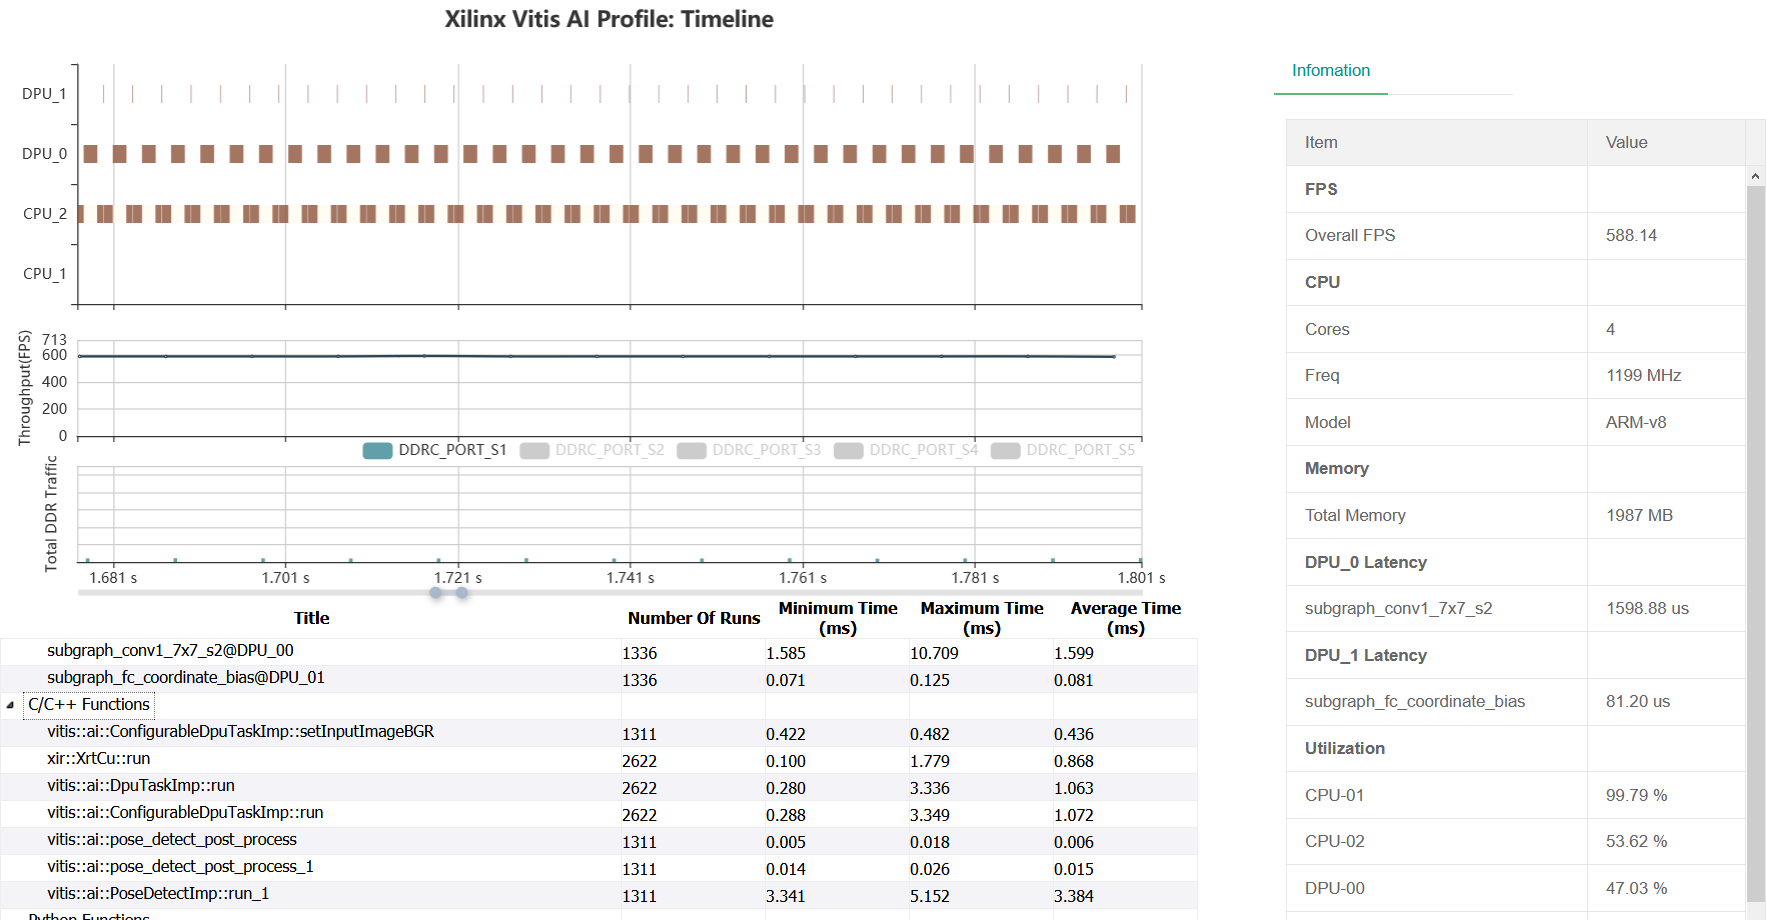 Xilinx Vitis AI Profile: Timeline
DPU_1
DPU_0
CPU_2
CPU_1
Throughput(FPS)
713
600
400
200
0
DDRC_PORT_S1 DDRC_PORT_S2 DDRC_PORT_S3 DDRC_PORT_S4 DDRC_PORT_S5
Total DDR Traffic
1.681 s 1.701 s 1.721 s 1.741 s 1.761 s 1.781 s 1.801 s
Title Number Of Runs Minimum Time (ms) Maximum Time (ms) Average Time (ms)
subgraph_conv1_7x7_s2@DPU_00 1336 1.585 10.709 1.599
subgraph_fc_coordinate_bias@DPU_01 1336 0.071 0.125 0.081
C/C++ Functions
vitis::ai::ConfigurableDpuTaskImp::setInputImageBGR 1311 0.422 0.482 0.436
xir::XrtCu::run 2622 0.100 1.779 0.868
vitis::ai::DpuTaskImp::run 2622 0.280 3.336 1.063
vitis::ai::ConfigurableDpuTaskImp::run 2622 0.288 3.349 1.072
vitis::ai::pose_detect_post_process 1311 0.005 0.018 0.006
vitis::ai::pose_detect_post_process_1 1311 0.014 0.026 0.015
vitis::ai::PoseDetectImp::run_1 1311 3.341 5.152 3.384
Python Functions
Infomation
Item Value
FPS
Overall FPS 588.14
CPU
Cores 4
Freq 1199 MHz
Model ARM-v8
Memory
Total Memory 1987 MB
DPU_0 Latency
subgraph_conv1_7x7_s2 1598.88 us
DPU_1 Latency
subgraph_fc_coordinate_bias 81.20 us
Utilization
CPU-01 99.79 %
CPU-02 53.62 %
DPU-00 47.03 %